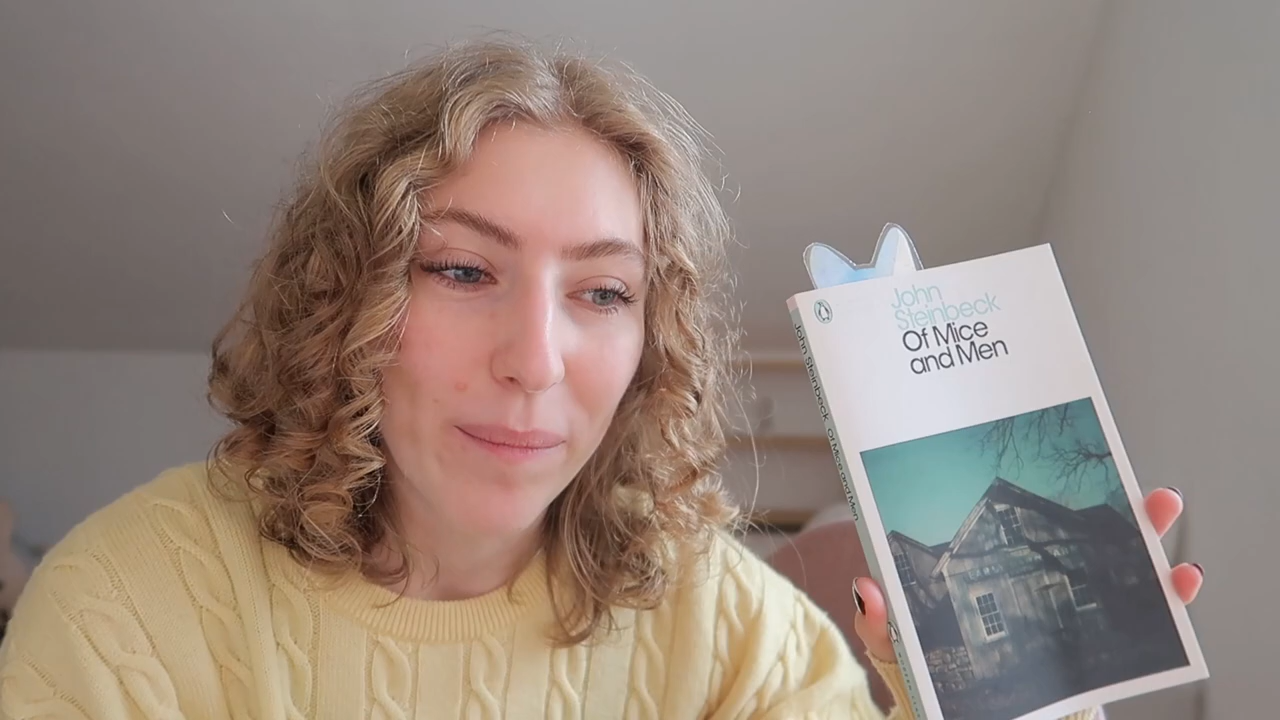 John
Steinbeck
Of Mice
and Men
John Steinbeck Of Mice and Men